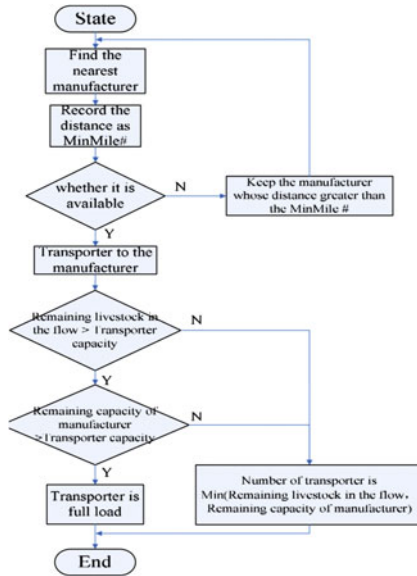 State
Find the
nearest
manufacturer
Record the
distance as
MinMile#
whether it is
available
N
Keep the manufacturer
whose distance greater than
the MinMile #
Y
Transporter to the
manufacturer
Remaining livestock in
the flow > Transporter
capacity
N
Y
Remaining capacity of
manufacturer
>Transporter capacity
N
Y
Transporter is
full load
Number of transporter is
Min(Remaining livestock in the flow,
Remaining capacity of manufacturer)
End